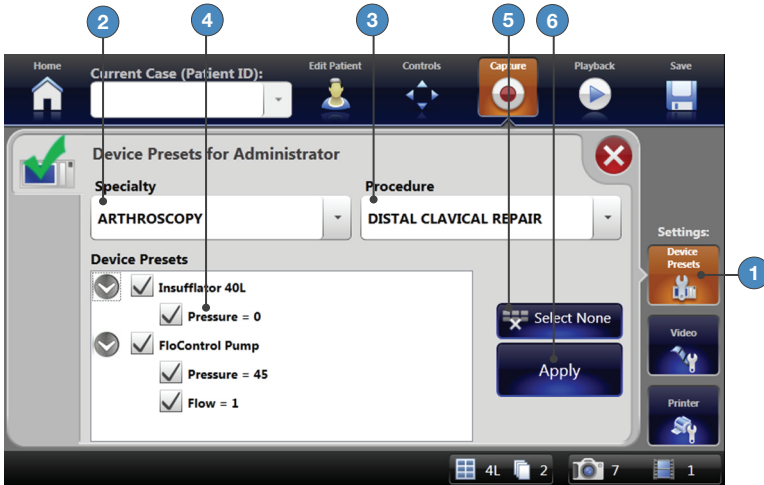 2 4 3 5 6
Home
Current Case (Patient ID):
Edit Patient
Controls
Capture
Playback
Save
Device Presets for Administrator
Specialty
Procedure
ARTHROSCOPY
DISTAL CLAVICAL REPAIR
Settings:
Device
Presets
1
Device Presets
Insufflator 40L
Pressure = 0
FloControl Pump
Pressure = 45
Flow = 1
Select None
Apply
Video
Printer
4L 2 7 1